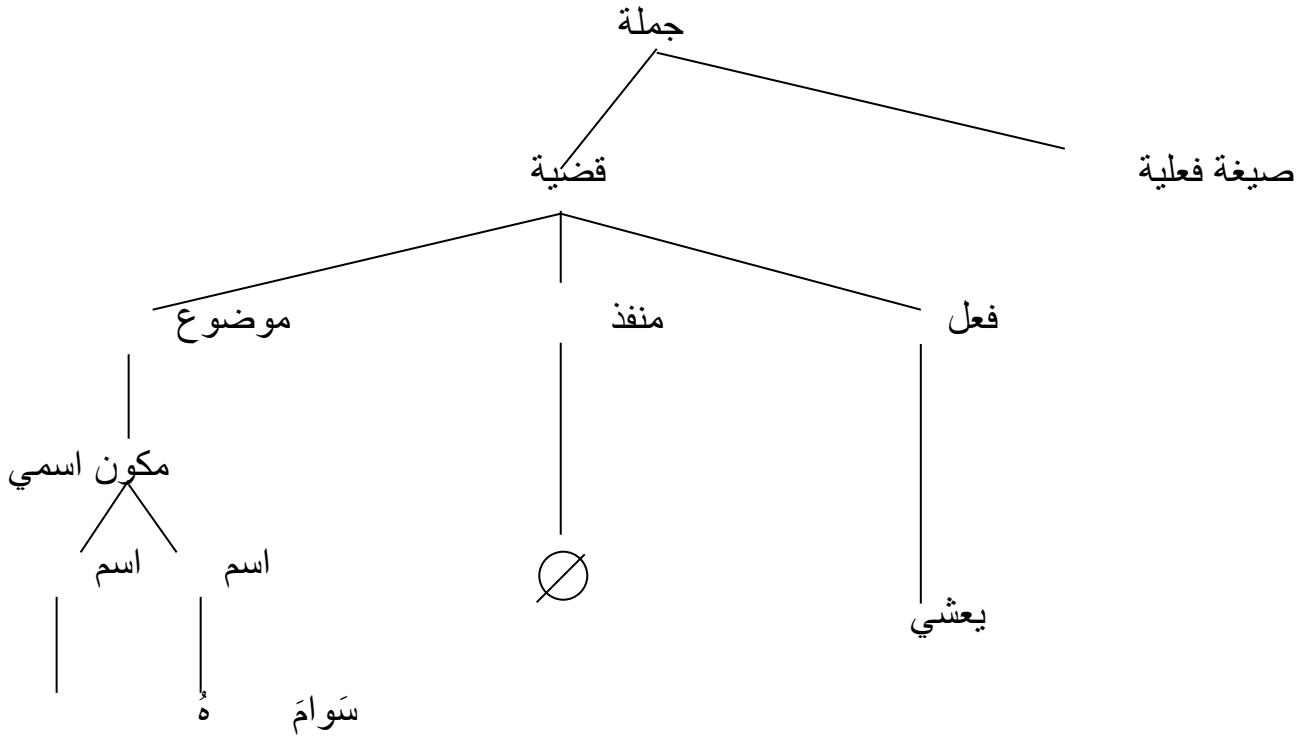 جملة
صيغة فعلية قضية
فعل منفذ موضوع
مكون اسمي
اسم اسم
∅
يعشي
سَوامَ هُ